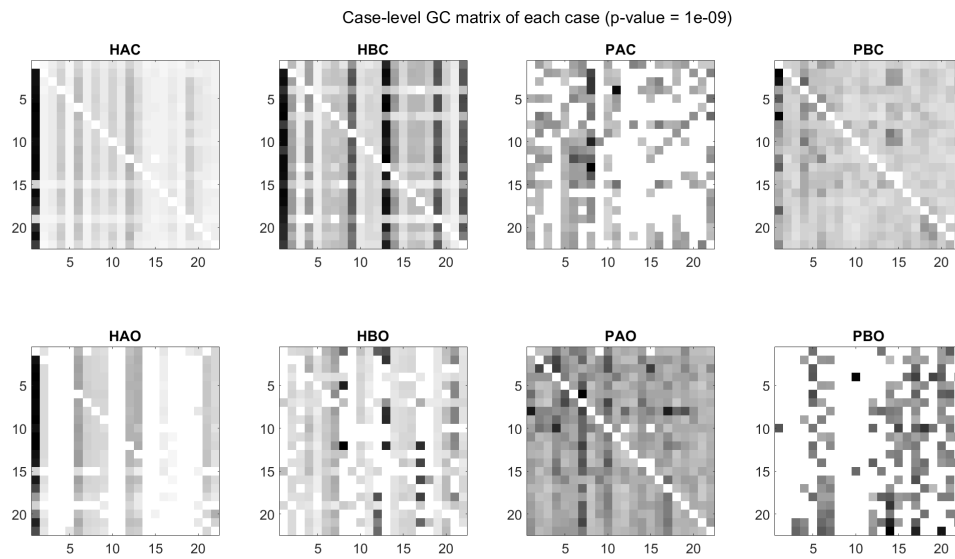 Case-level GC matrix of each case (p-value = 1e-09)
HAC HBC PAC PBC
5 5 5 5
10 10 10 10
15 15 15 15
20 20 20 20
5 10 15 20 5 10 15 20 5 10 15 20 5 10 15 20
HAO HBO PAO PBO
5 5 5 5
10 10 10 10
15 15 15 15
20 20 20 20
5 10 15 20 5 10 15 20 5 10 15 20 5 10 15 20